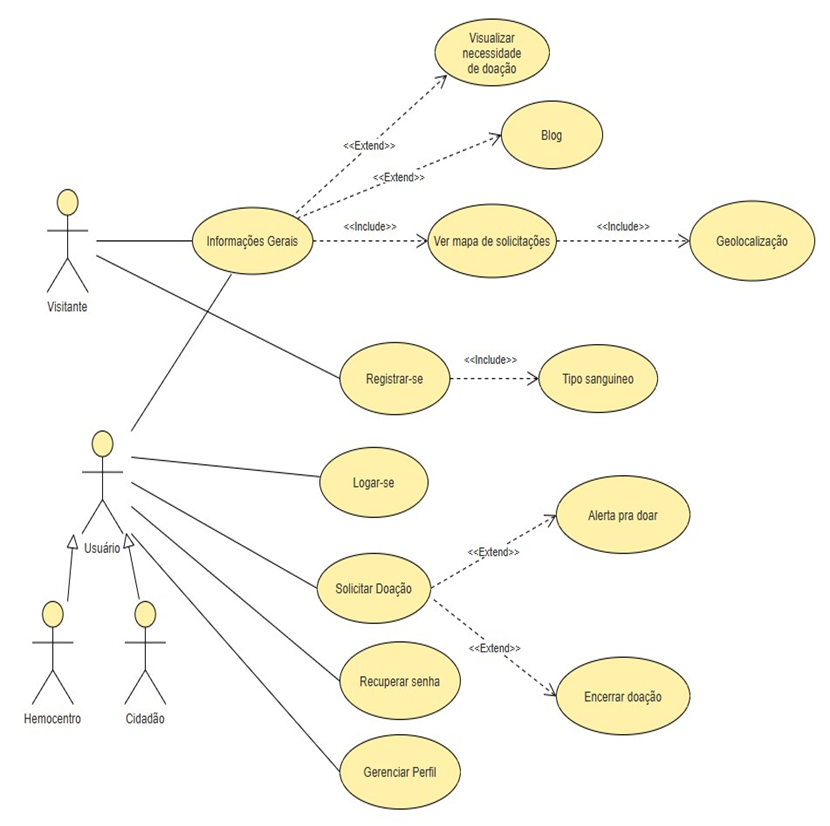 Visualizar
necessidade
de doação
<<Extend>>
Blog
<<Extend>>
Visitante
Informações Gerais
<<Include>>
Ver mapa de solicitações
<<Include>>
Geolocalização
Registrar-se
<<Include>>
Tipo sanguineo
Usuário
Logar-se
Solicitar Doação
<<Extend>>
Alerta pra doar
<<Extend>>
Encerrar doação
Recuperar senha
Hemocentro
Cidadão
Gerenciar Perfil